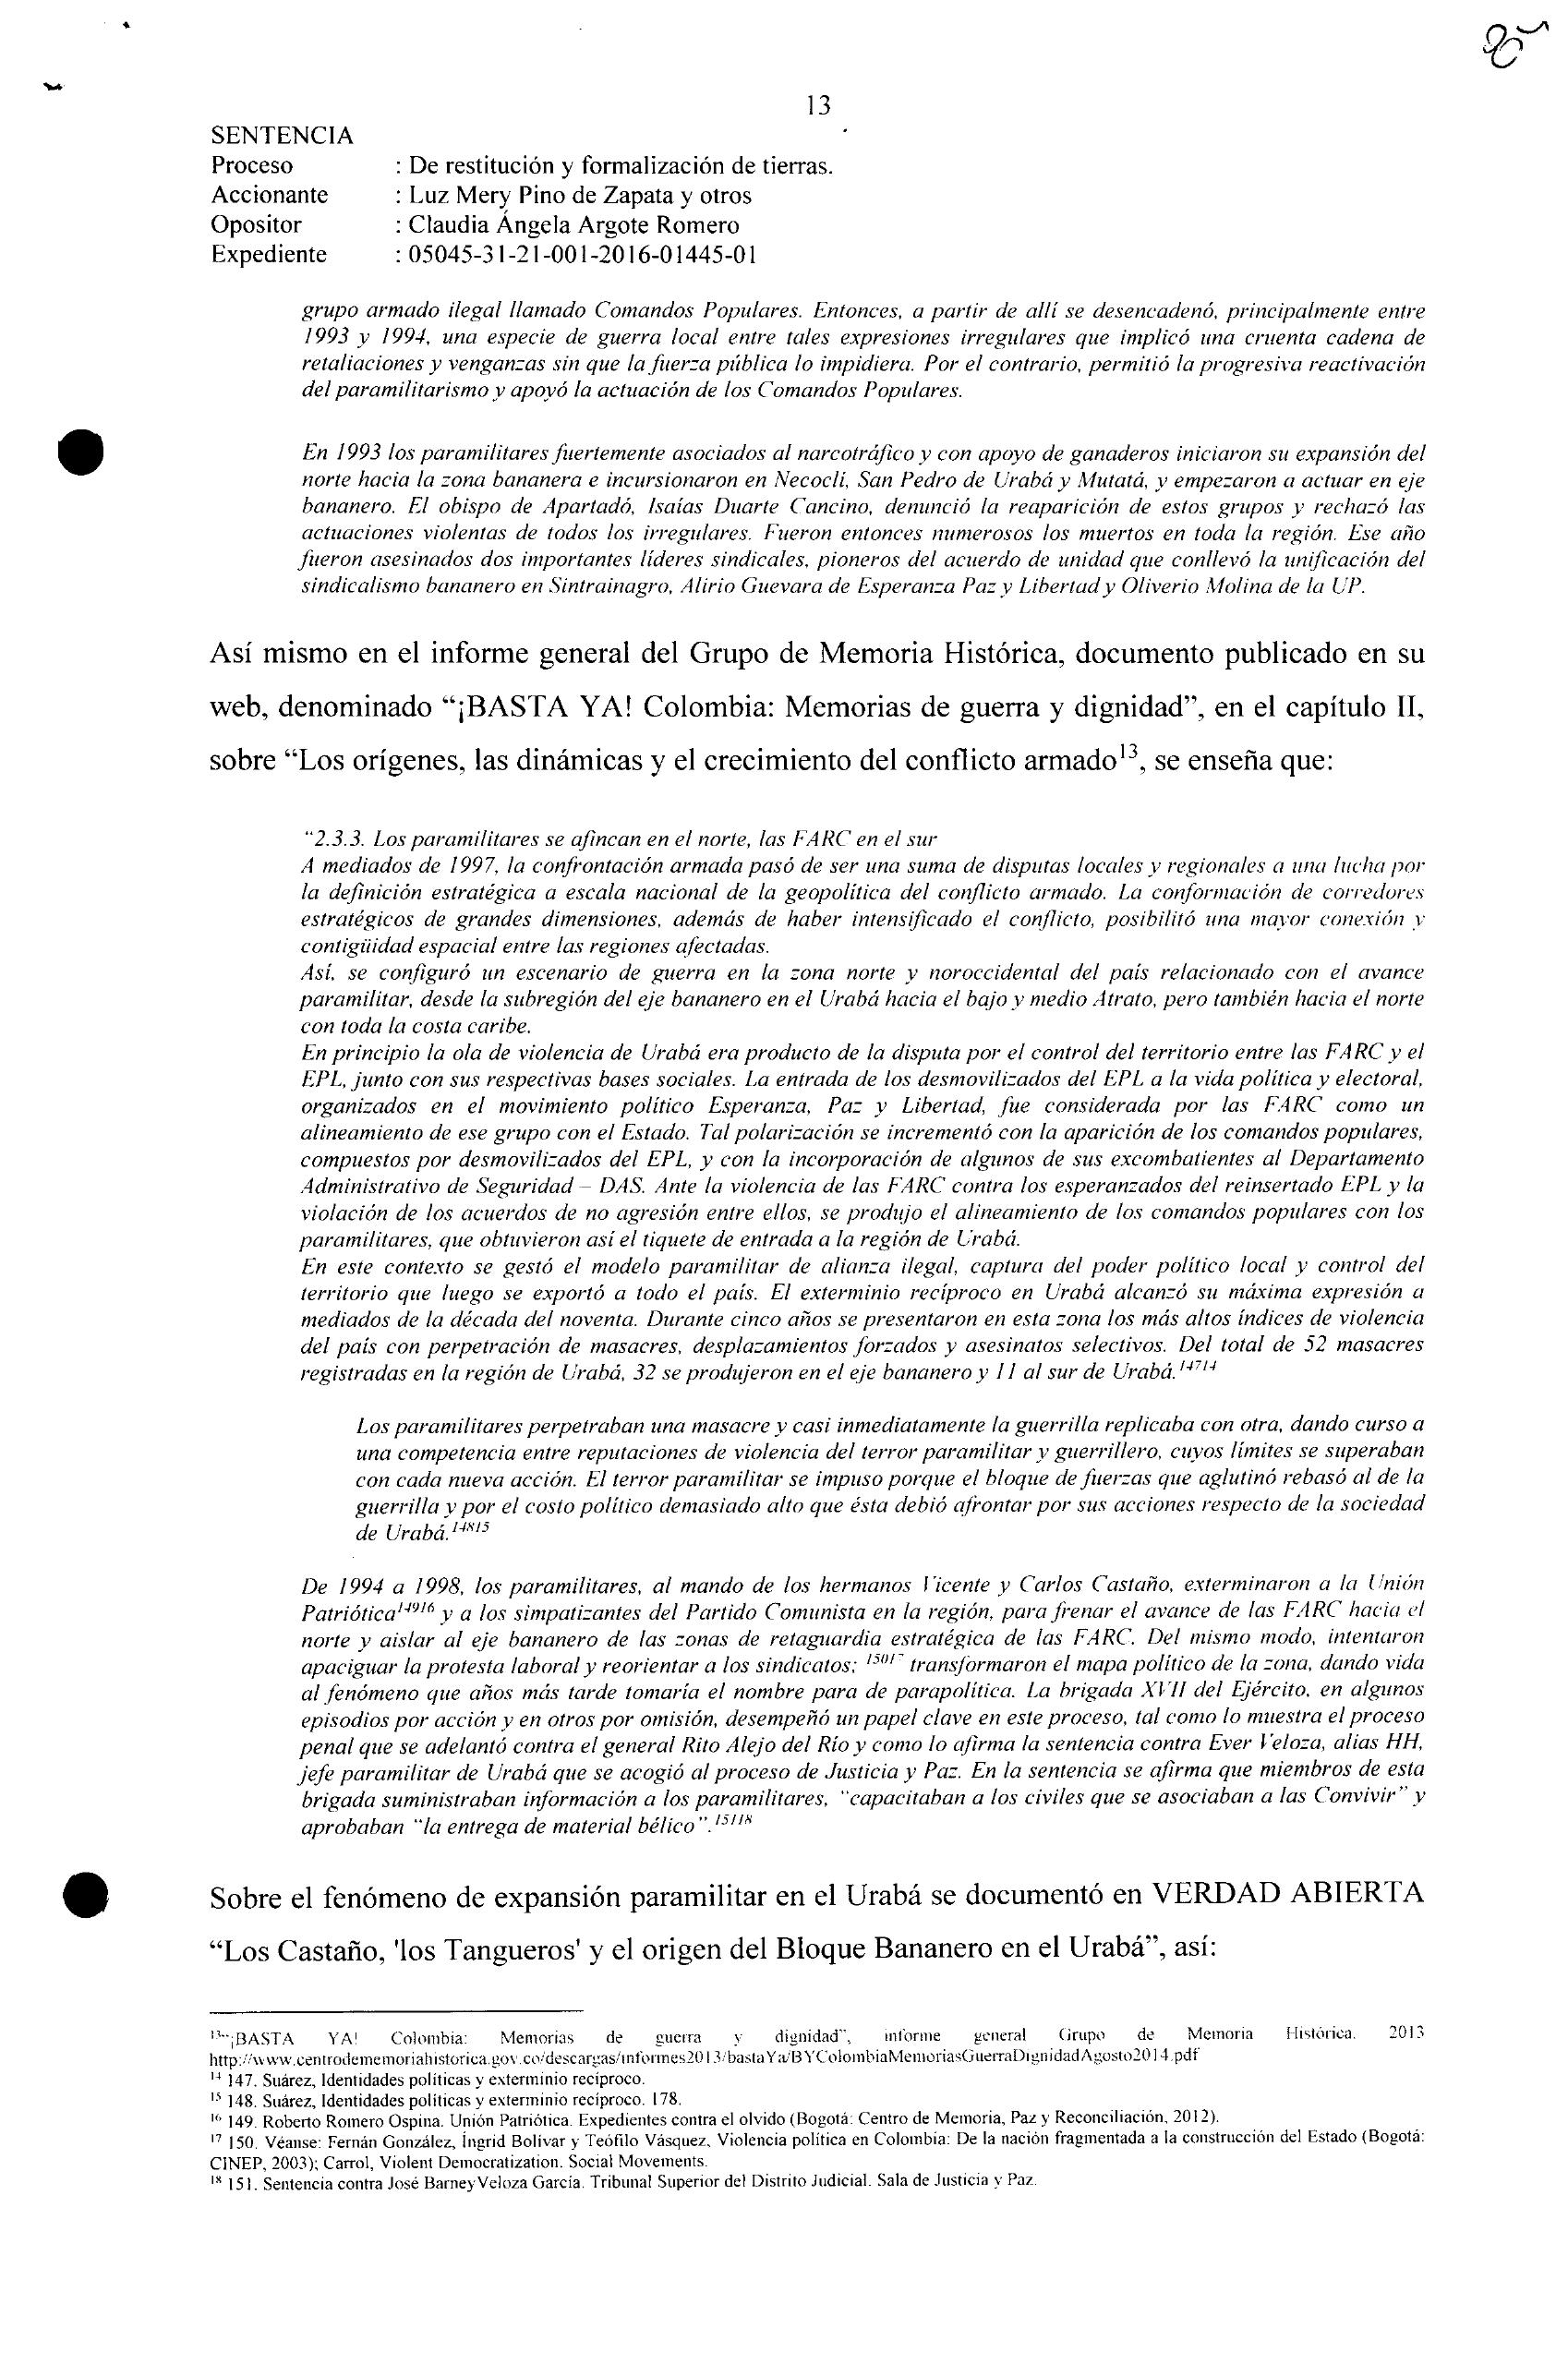 13
SENTENCIA
Proceso : De restitución y formalización de tierras.
Accionante : Luz Mery Pino de Zapata y otros
Opositor : Claudia Ángela Argote Romero
Expediente : 05045-31-21-001-2016-01445-01
grupo armado ilegal llamado Comandos Populares. Entonces, a partir de allí se desencadenó, principalmente entre
1993 y 1994, una especie de guerra local entre tales expresiones irregulares que implicó una cruenta cadena de
retaliaciones y venganzas sin que la fuerza pública lo impidiera. Por el contrario, permitió la progresiva reactivación
del paramilitarismo y apoyó la actuación de los Comandos Populares.
En 1993 los paramilitares fuertemente asociados al narcotráfico y con apoyo de ganaderos iniciaron su expansión del
norte hacia la zona bananera e incursionaron en Necoclí, San Pedro de Urabá y Mutatá, y empezaron a actuar en eje
bananero. El obispo de Apartadó, Isaías Duarte Cancino, denunció la reaparición de estos grupos y rechazó las
actuaciones violentas de todos los irregulares. Fueron entonces numerosos los muertos en toda la región. Ese año
fueron asesinados dos importantes líderes sindicales, pioneros del acuerdo de unidad que conllevó la unificación del
sindicalismo bananero en Sintrainagro, Alirio Guevara de Esperanza Paz y Libertad y Oliverio Molina de la UP.
Así mismo en el informe general del Grupo de Memoria Histórica, documento publicado en su
web, denominado “¡BASTA YA! Colombia: Memorias de guerra y dignidad”, en el capítulo II,
sobre “Los orígenes, las dinámicas y el crecimiento del conflicto armado13, se enseña que:
“2.3.3. Los paramilitares se afincan en el norte, las FARC en el sur
A mediados de 1997, la confrontación armada pasó de ser una suma de disputas locales y regionales a una lucha por
la definición estratégica a escala nacional de la geopolítica del conflicto armado. La conformación de corredores
estratégicos de grandes dimensiones, además de haber intensificado el conflicto, posibilitó una mayor conexión y
contigüidad espacial entre las regiones afectadas.
Así, se configuró un escenario de guerra en la zona norte y noroccidental del país relacionado con el avance
paramilitar, desde la subregión del eje bananero en el Urabá hacia el bajo y medio Atrato, pero también hacia el norte
con toda la costa caribe.
En principio la ola de violencia de Urabá era producto de la disputa por el control del territorio entre las FARC y el
EPL, junto con sus respectivas bases sociales. La entrada de los desmovilizados del EPL a la vida política y electoral,
organizados en el movimiento político Esperanza, Paz y Libertad, fue considerada por las FARC como un
alineamiento de ese grupo con el Estado. Tal polarización se incrementó con la aparición de los comandos populares,
compuestos por desmovilizados del EPL, y con la incorporación de algunos de sus excombatientes al Departamento
Administrativo de Seguridad – DAS. Ante la violencia de las FARC contra los esperanzados del reinsertado EPL y la
violación de los acuerdos de no agresión entre ellos, se produjo el alineamiento de los comandos populares con los
paramilitares, que obtuvieron así el tiquete de entrada a la región de Urabá.
En este contexto se gestó el modelo paramilitar de alianza ilegal, captura del poder político local y control del
territorio que luego se exportó a todo el país. El exterminio recíproco en Urabá alcanzó su máxima expresión a
mediados de la década del noventa. Durante cinco años se presentaron en esta zona los más altos índices de violencia
del país con perpetración de masacres, desplazamientos forzados y asesinatos selectivos. Del total de 52 masacres
registradas en la región de Urabá, 32 se produjeron en el eje bananero y 11 al sur de Urabá.14714
Los paramilitares perpetraban una masacre y casi inmediatamente la guerrilla replicaba con otra, dando curso a
una competencia entre reputaciones de violencia del terror paramilitar y guerrillero, cuyos límites se superaban
con cada nueva acción. El terror paramilitar se impuso porque el bloque de fuerzas que aglutinó rebasó al de la
guerrilla y por el costo político demasiado alto que ésta debió afrontar por sus acciones respecto de la sociedad
de Urabá.14815
De 1994 a 1998, los paramilitares, al mando de los hermanos Vicente y Carlos Castaño, exterminaron a la Unión
Patriótica14916 y a los simpatizantes del Partido Comunista en la región, para frenar el avance de las FARC hacia el
norte y aislar al eje bananero de las zonas de retaguardia estratégica de las FARC. Del mismo modo, intentaron
apaciguar la protesta laboral y reorientar a los sindicatos; 15017 transformaron el mapa político de la zona, dando vida
al fenómeno que años más tarde tomaría el nombre para de parapolítica. La brigada XVII del Ejército, en algunos
episodios por acción y en otros por omisión, desempeñó un papel clave en este proceso, tal como lo muestra el proceso
penal que se adelantó contra el general Rito Alejo del Río y como lo afirma la sentencia contra Ever Veloza, alias HH,
jefe paramilitar de Urabá que se acogió al proceso de Justicia y Paz. En la sentencia se afirma que miembros de esta
brigada suministraban información a los paramilitares, “capacitaban a los civiles que se asociaban a las Convivir” y
aprobaban “la entrega de material bélico”.15118
Sobre el fenómeno de expansión paramilitar en el Urabá se documentó en VERDAD ABIERTA
“Los Castaño, 'los Tangueros' y el origen del Bloque Bananero en el Urabá”, así:
13“¡BASTA YA! Colombia: Memorias de guerra y dignidad”, informe general Grupo de Memoria Histórica. 2013
http://www.centrodememoriahistorica.gov.co/descargas/informes2013/bastaYa/BYColombiaMemoriasGuerraDignidadAgosto2014.pdf
14 147. Suárez, Identidades políticas y exterminio recíproco.
15 148. Suárez, Identidades políticas y exterminio recíproco. 178.
16 149. Roberto Romero Ospina. Unión Patriótica. Expedientes contra el olvido (Bogotá: Centro de Memoria, Paz y Reconciliación, 2012).
17 150. Véanse: Fernán González, Íngrid Bolívar y Teófilo Vásquez, Violencia política en Colombia: De la nación fragmentada a la construcción del Estado (Bogotá:
CINEP, 2003); Carrol, Violent Democratization. Social Movements.
18 151. Sentencia contra José Barney Veloza García. Tribunal Superior del Distrito Judicial. Sala de Justicia y Paz.